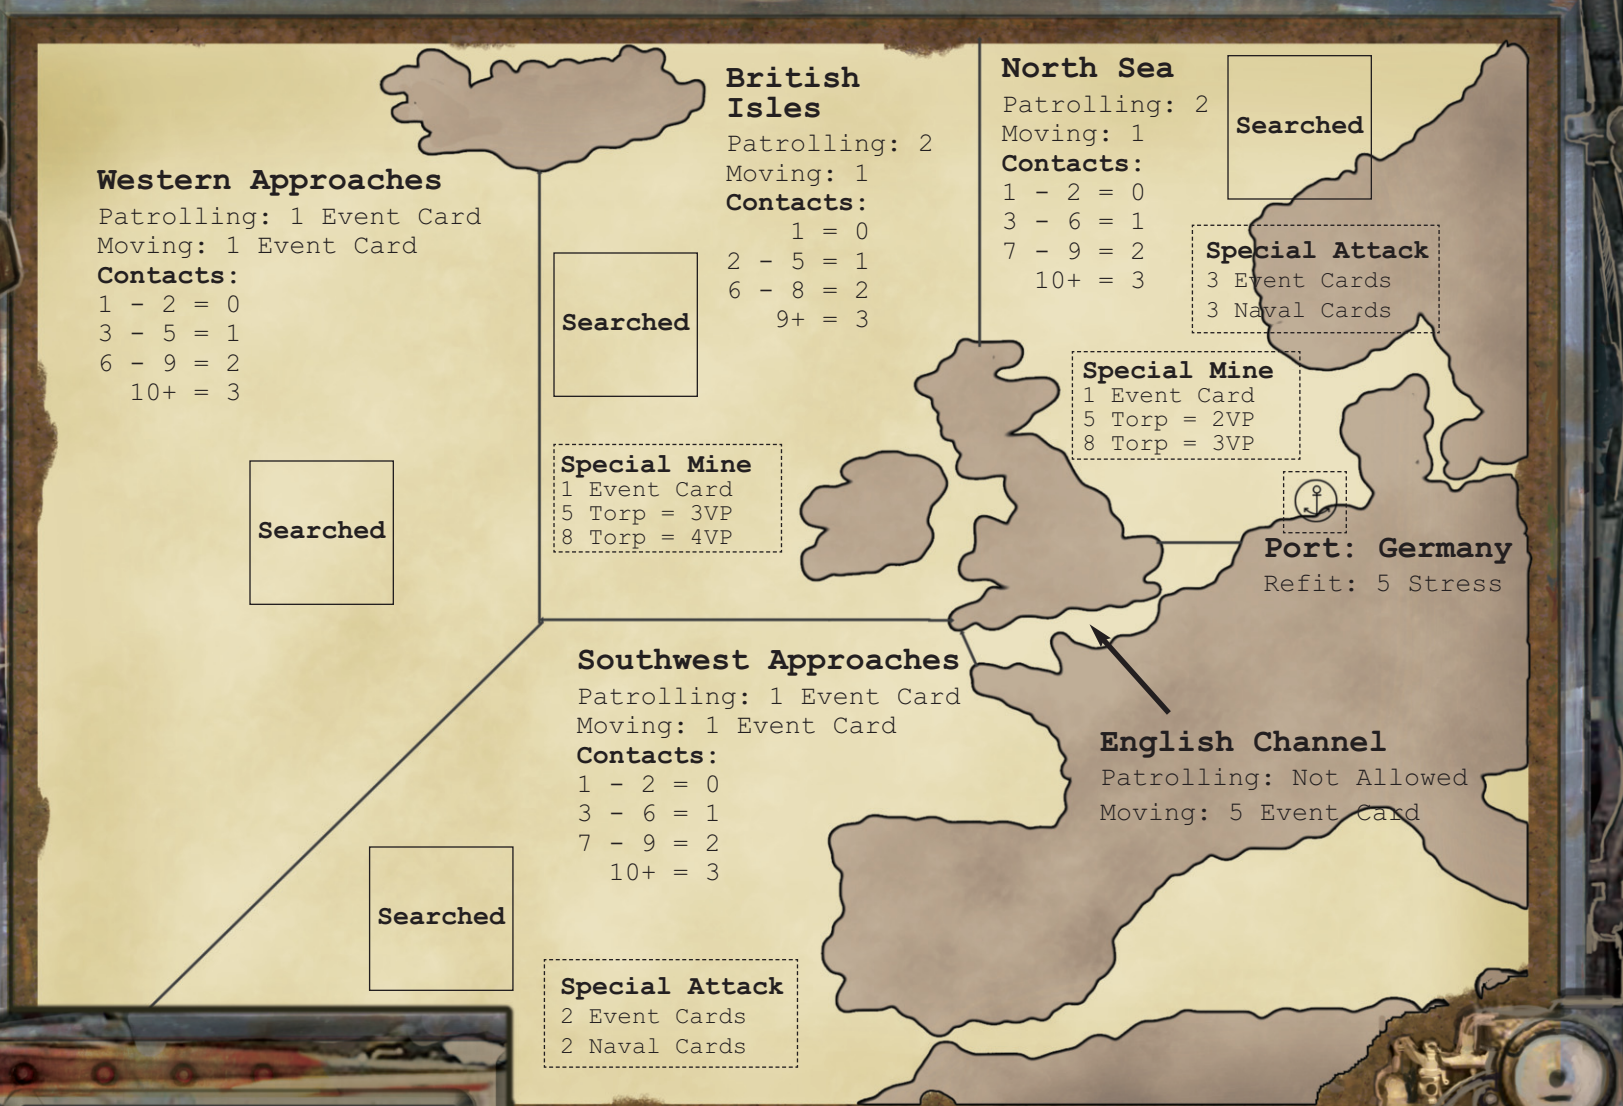 Western Approaches
Patrolling: 1 Event Card
Moving: 1 Event Card
Contacts:
1 - 2 = 0
3 - 5 = 1
6 - 9 = 2
10+ = 3
Searched
British
Isles
Patrolling: 2
Moving: 1
Contacts:
1 = 0
2 - 5 = 1
6 - 8 = 2
9+ = 3
Searched
Special Mine
1 Event Card
5 Torp = 3VP
8 Torp = 4VP
North Sea
Patrolling: 2
Moving: 1
Contacts:
1 - 2 = 0
3 - 6 = 1
7 - 9 = 2
10+ = 3
Searched
Special Attack
3 Event Cards
3 Naval Cards
Special Mine
1 Event Card
5 Torp = 2VP
8 Torp = 3VP
Port: Germany
Refit: 5 Stress
Southwest Approaches
Patrolling: 1 Event Card
Moving: 1 Event Card
Contacts:
1 - 2 = 0
3 - 6 = 1
7 - 9 = 2
10+ = 3
Searched
Special Attack
2 Event Cards
2 Naval Cards
English Channel
Patrolling: Not Allowed
Moving: 5 Event Card